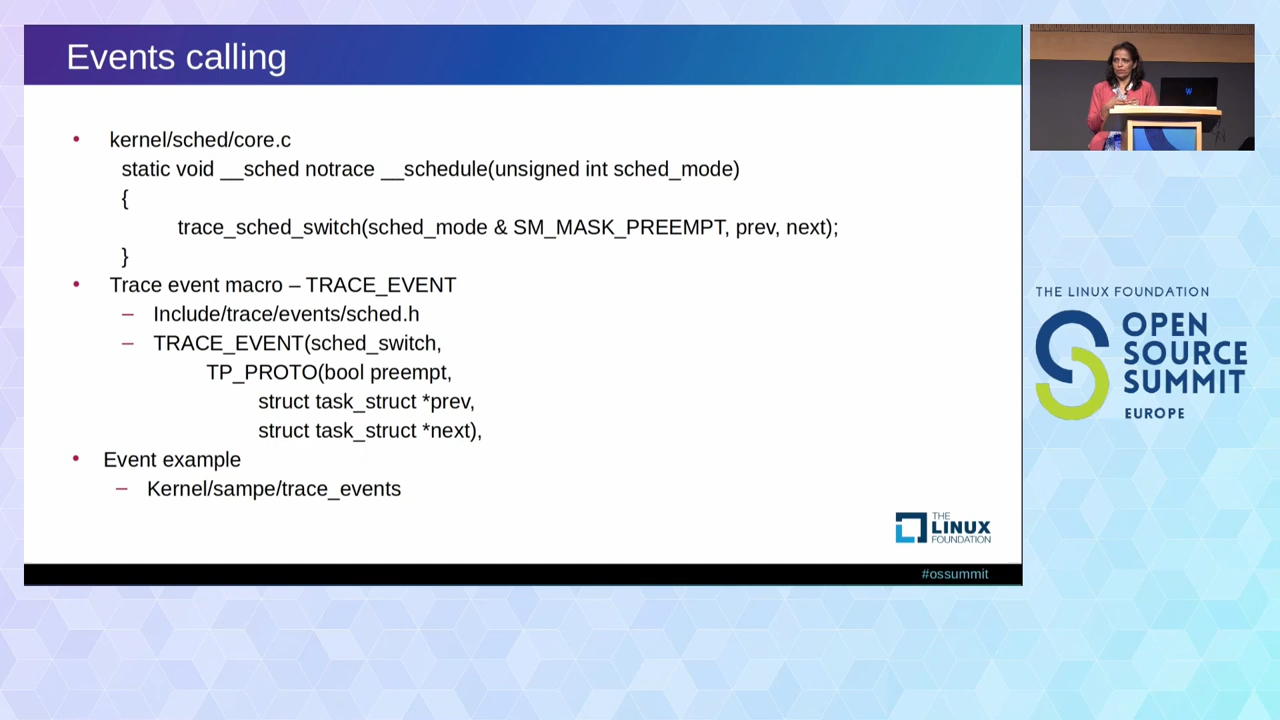 Events calling
• kernel/sched/core.c
static void __sched notrace __schedule(unsigned int sched_mode)
{
trace_sched_switch(sched_mode & SM_MASK_PREEMPT, prev, next);
}
• Trace event macro – TRACE_EVENT
– Include/trace/events/sched.h
– TRACE_EVENT(sched_switch,
TP_PROTO(bool preempt,
struct task_struct *prev,
struct task_struct *next),
• Event example
– Kernel/sampe/trace_events
THE
LINUX
FOUNDATION
#ossummit
THE LINUX FOUNDATION
OPEN
SOURCE
SUMMIT
EUROPE